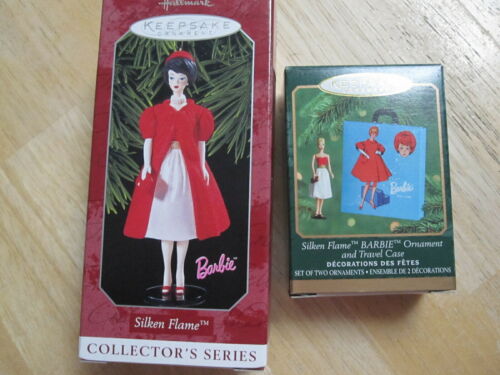 Hallmark
KEEPSAKE
ORNAMENT
Barbie™
Silken Flame™
COLLECTOR'S SERIES
KEEPSAKE
Barbie
Silken Flame™ BARBIE™ Ornament
and Travel Case
DÉCORATIONS DES FÊTES
SET OF TWO ORNAMENTS • ENSEMBLE DE 2 DÉCORATIONS